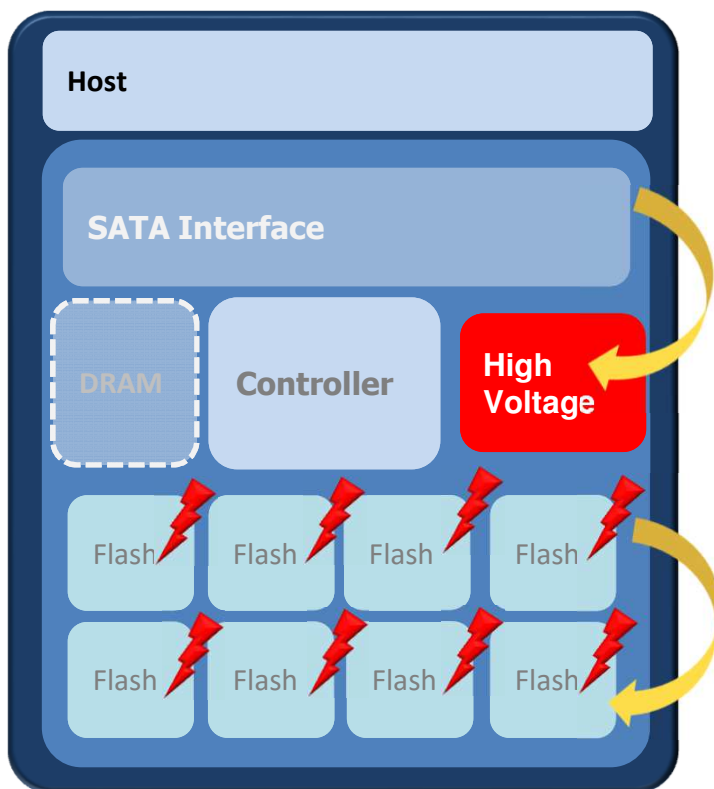 Host
SATA Interface
DRAM
Controller
High
Voltage
Flash
Flash
Flash
Flash
Flash
Flash
Flash
Flash